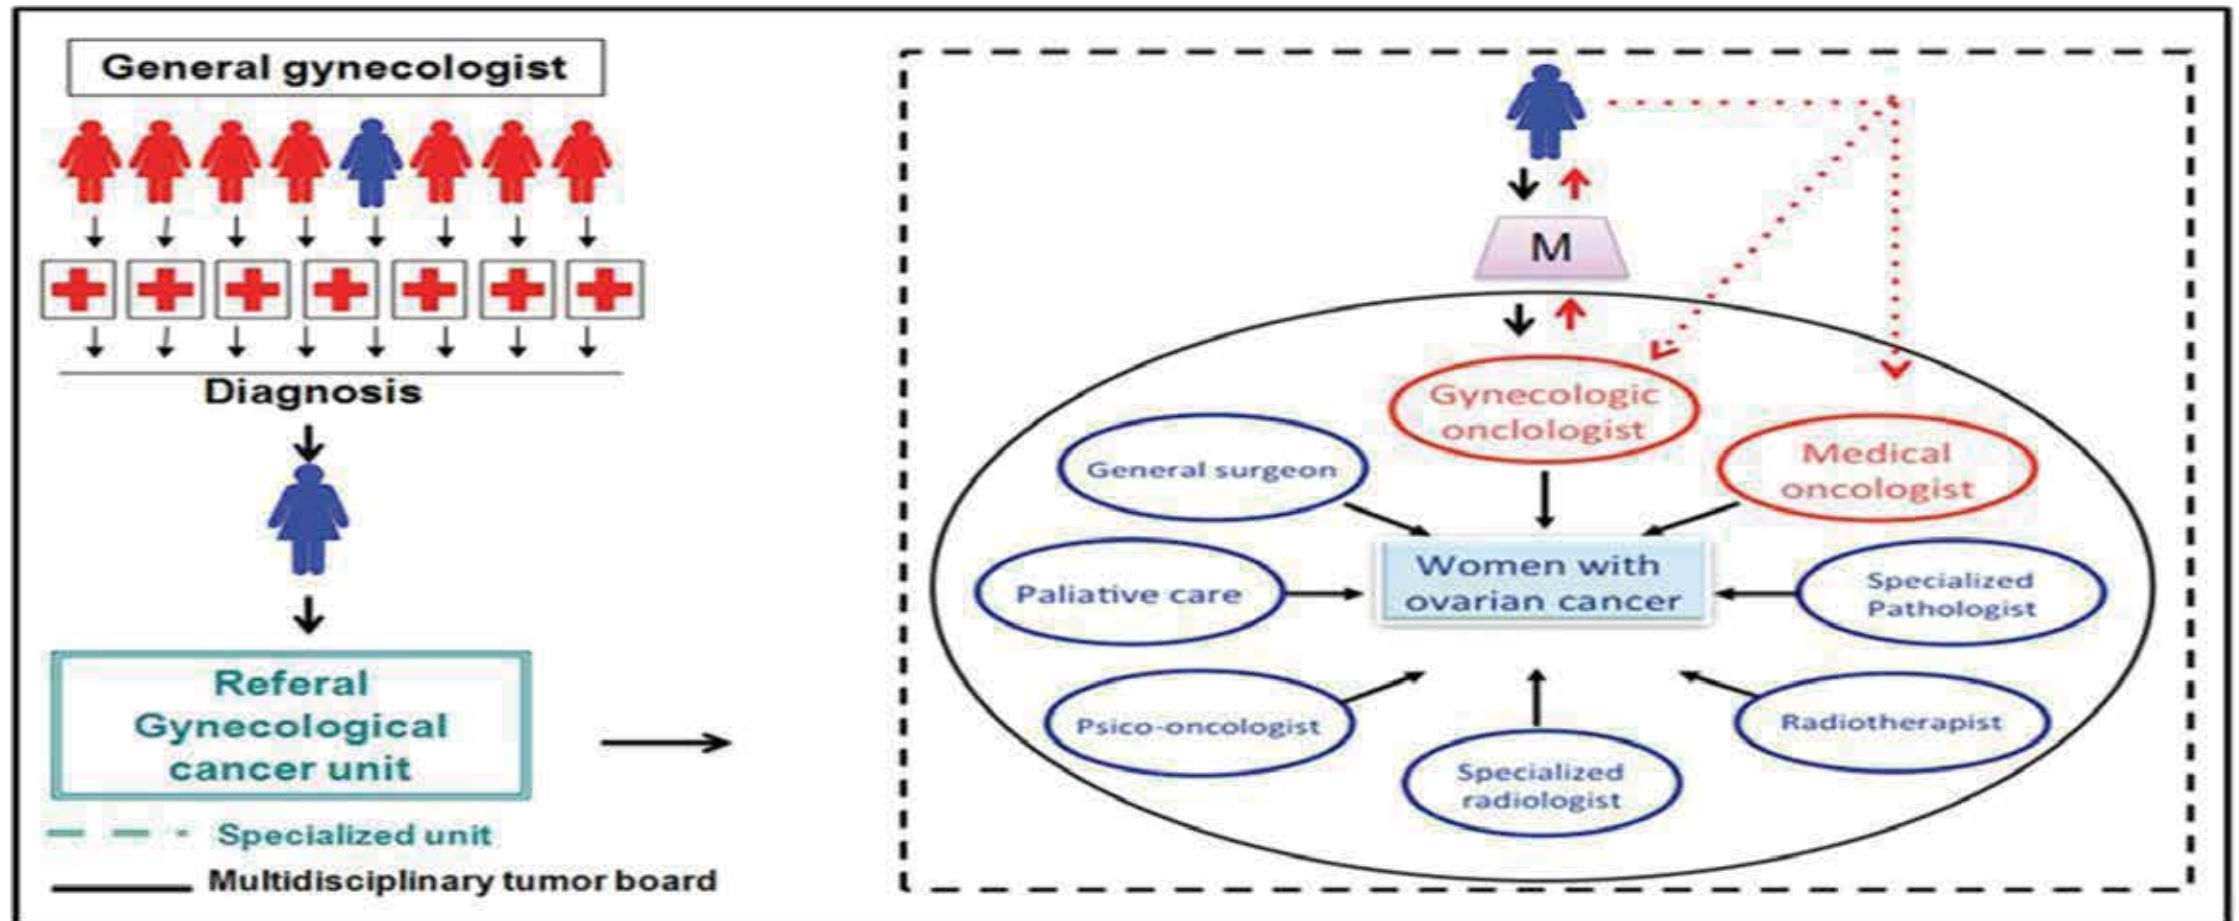 General gynecologist
Diagnosis
Referal
Gynecological
cancer unit
Specialized unit
Multidisciplinary tumor board
M
Gynecologic
onclologist
General surgeon
Medical
oncologist
Women with
ovarian cancer
Paliative care
Specialized
Pathologist
Psico-oncologist
Specialized
radiologist
Radiotherapist